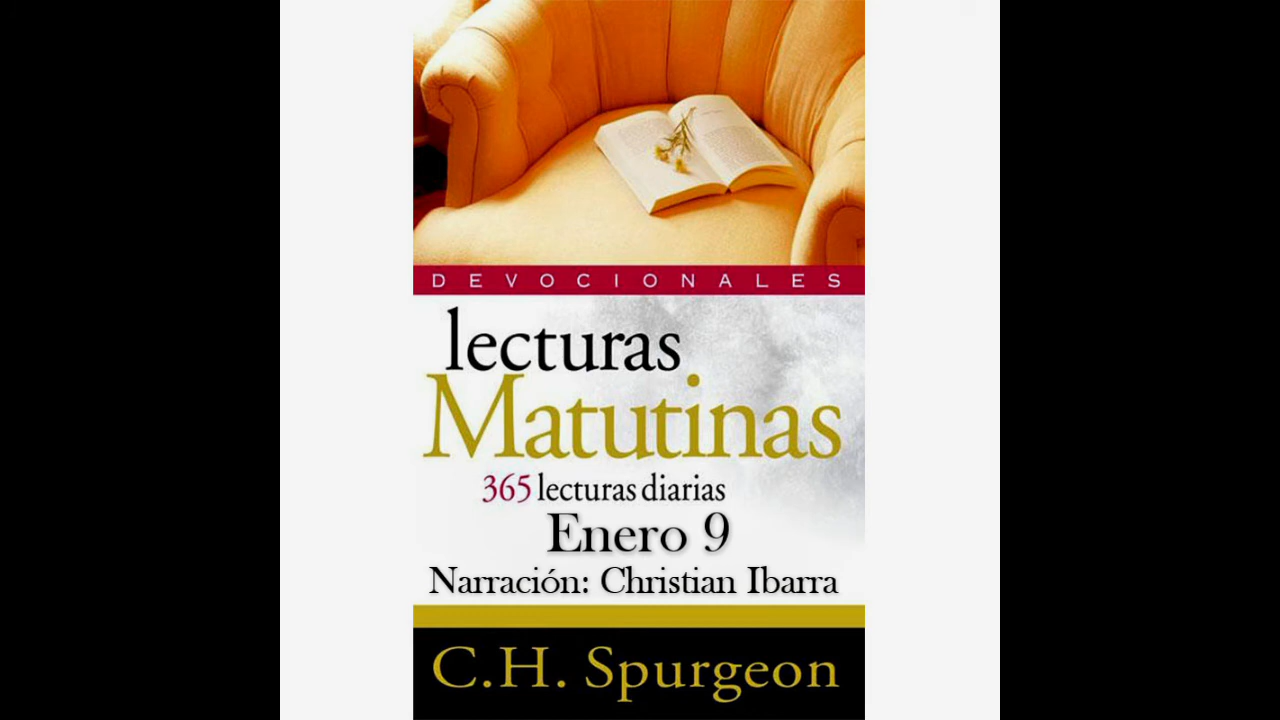 DEVOCIONALES
lecturas
Matutinas
365 lecturas diarias
Enero 9
Narración: Christian Ibarra
C.H. Spurgeon